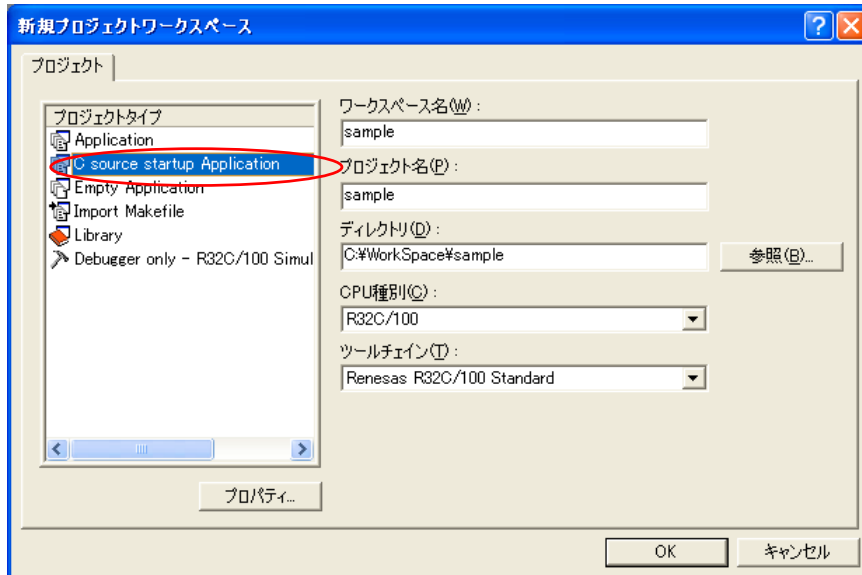 新規プロジェクトワークスペース
プロジェクト
プロジェクトタイプ
Application
C source startup Application
Empty Application
Import Makefile
Library
Debugger only - R32C/100 Simul
プロパティ...
ワークスペース名(W) :
sample
プロジェクト名(P) :
sample
ディレクトリ(D) :
C:¥WorkSpace¥sample
参照(B)...
CPU種別(C) :
R32C/100
ツールチェイン(T) :
Renesas R32C/100 Standard
OK
キャンセル